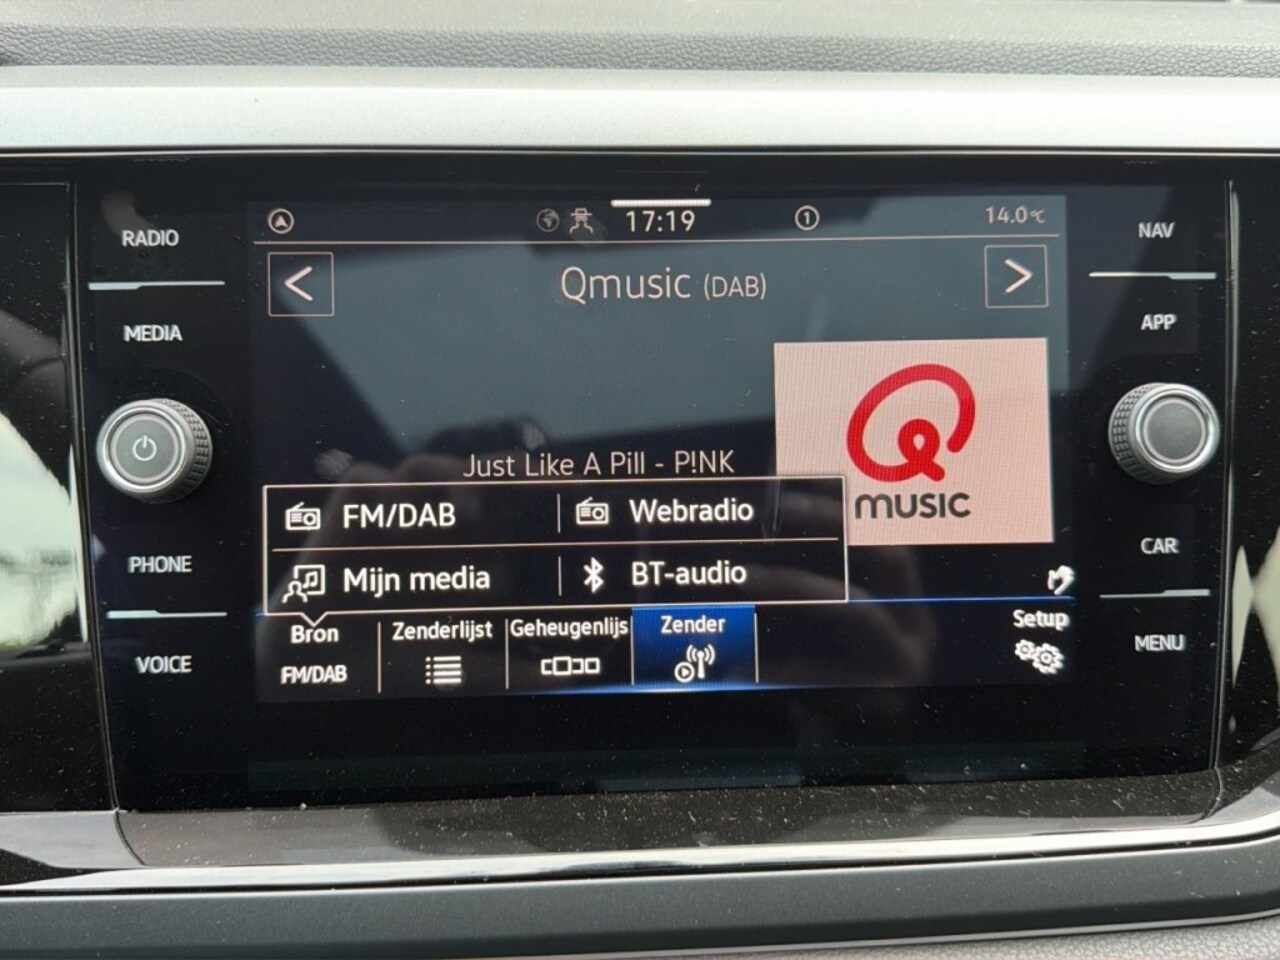 RADIO
MEDIA
PHONE
VOICE
17:19
1
14.0°C
Qmusic (DAB)
Just Like A Pill - P!NK
MUSIC
FM/DAB
Webradio
Mijn media
BT-audio
Bron
FM/DAB
Zenderlijst
Geheugenlijs
Zender
Setup
NAV
APP
CAR
MENU